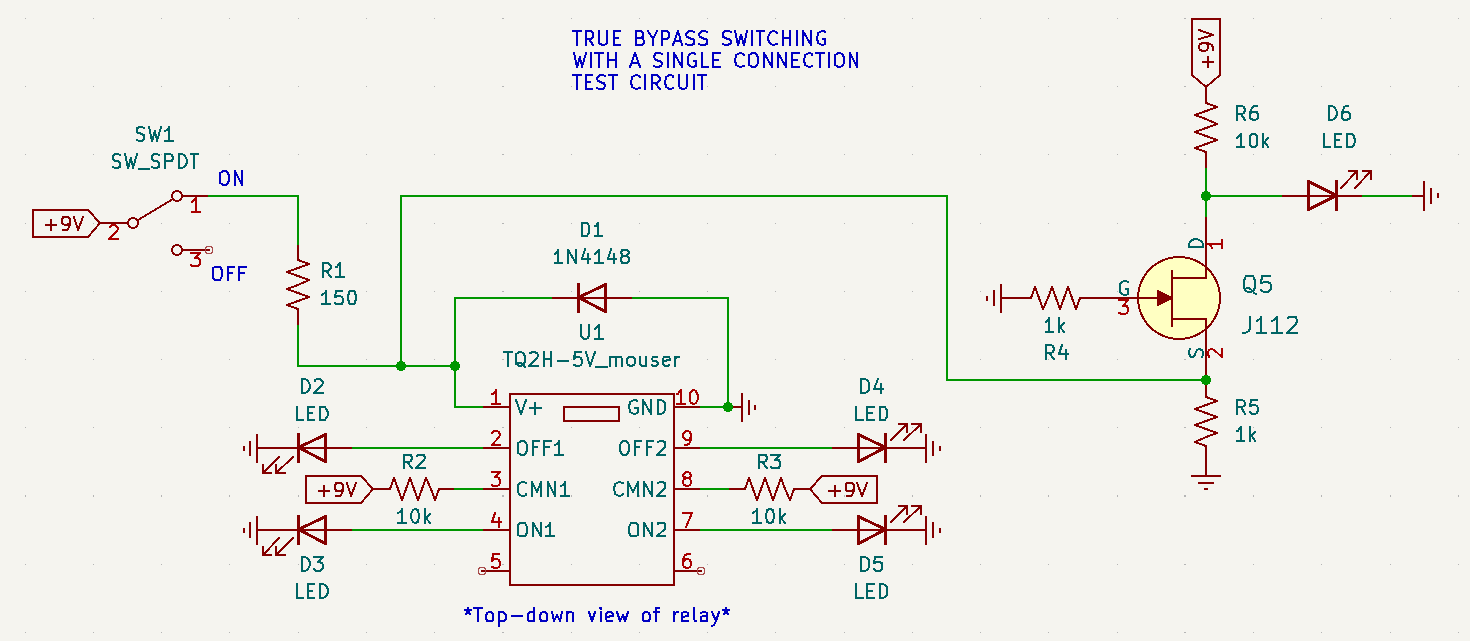 TRUE BYPASS SWITCHING
WITH A SINGLE CONNECTION
TEST CIRCUIT
+9V
R6
10k
D6
LED
SW1
SW_SPDT
ON
1
+9V
2
3
OFF
R1
150
D1
1N4148
U1
TQ2H-5V_mouser
D
1
G
3
Q5
J112
1k
R4
S
2
R5
1k
D2
LED
1
V+
GND
10
D4
LED
2
OFF1
OFF2
9
+9V
R2
10k
3
CMN1
CMN2
8
R3
10k
+9V
4
ON1
ON2
7
D3
LED
5
6
D5
LED
*Top-down view of relay*